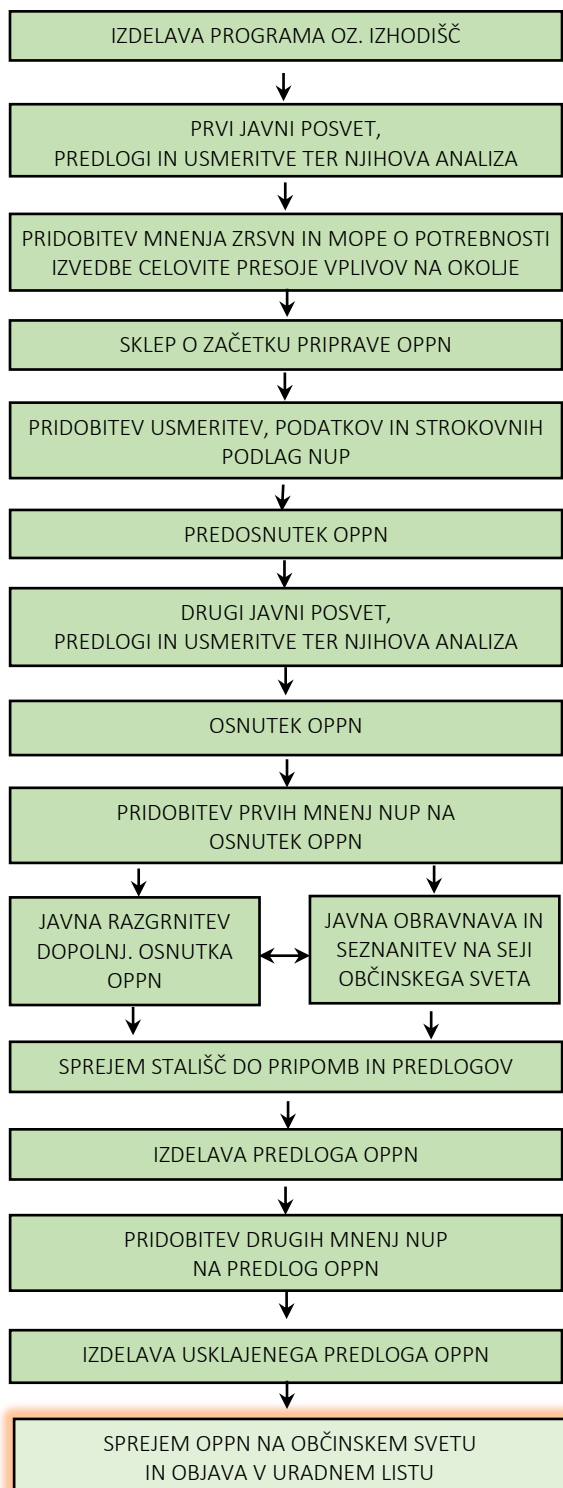 IZDELAVA PROGRAMA OZ. IZHODIŠČ
PRVI JAVNI POSVET,
PREDLOGI IN USMERITVE TER NJIHOVA ANALIZA
PRIDOBITEV MNENJA ZRSVN IN MOPE O POTREBNOSTI
IZVEDBE CELOVITE PRESOJE VPLIVOV NA OKOLJE
SKLEP O ZAČETKU PRIPRAVE OPPN
PRIDOBITEV USMERITEV, PODATKOV IN STROKOVNIH
PODLAG NUP
PREDOSNUTEK OPPN
DRUGI JAVNI POSVET,
PREDLOGI IN USMERITVE TER NJIHOVA ANALIZA
OSNUTEK OPPN
PRIDOBITEV PRVIH MNENJ NUP NA
OSNUTEK OPPN
JAVNA RAZGRNITEV
DOPOLNJ. OSNUTKA
OPPN
JAVNA OBRAVNAVA IN
SEZNANITEV NA SEJI
OBČINSKEGA SVETA
SPREJEM STALIŠČ DO PRIPOMB IN PREDLOGOV
IZDELAVA PREDLOGA OPPN
PRIDOBITEV DRUGIH MNENJ NUP
NA PREDLOG OPPN
IZDELAVA USKLAJENEGA PREDLOGA OPPN
SPREJEM OPPN NA OBČINSKEM SVETU
IN OBJAVA V URADNEM LISTU